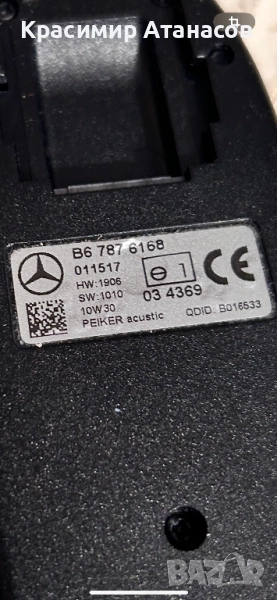 Красимир Атанасов
B6 787 6168
011517
HW:1906
SW:1010
10W30
PEIKER acustic
1
03 4369
CE
QDID: B016533
BAZAR